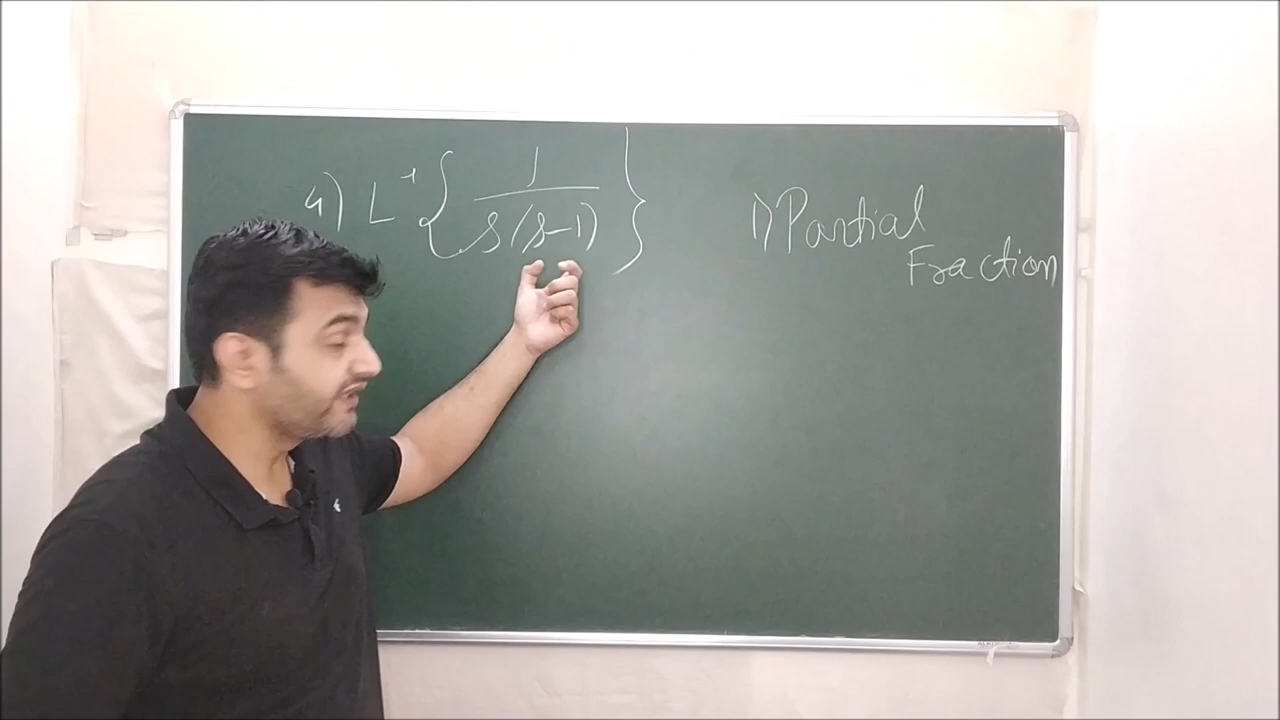 4) L⁻¹ { 1 / s(s-1) }
1) Partial
Fraction